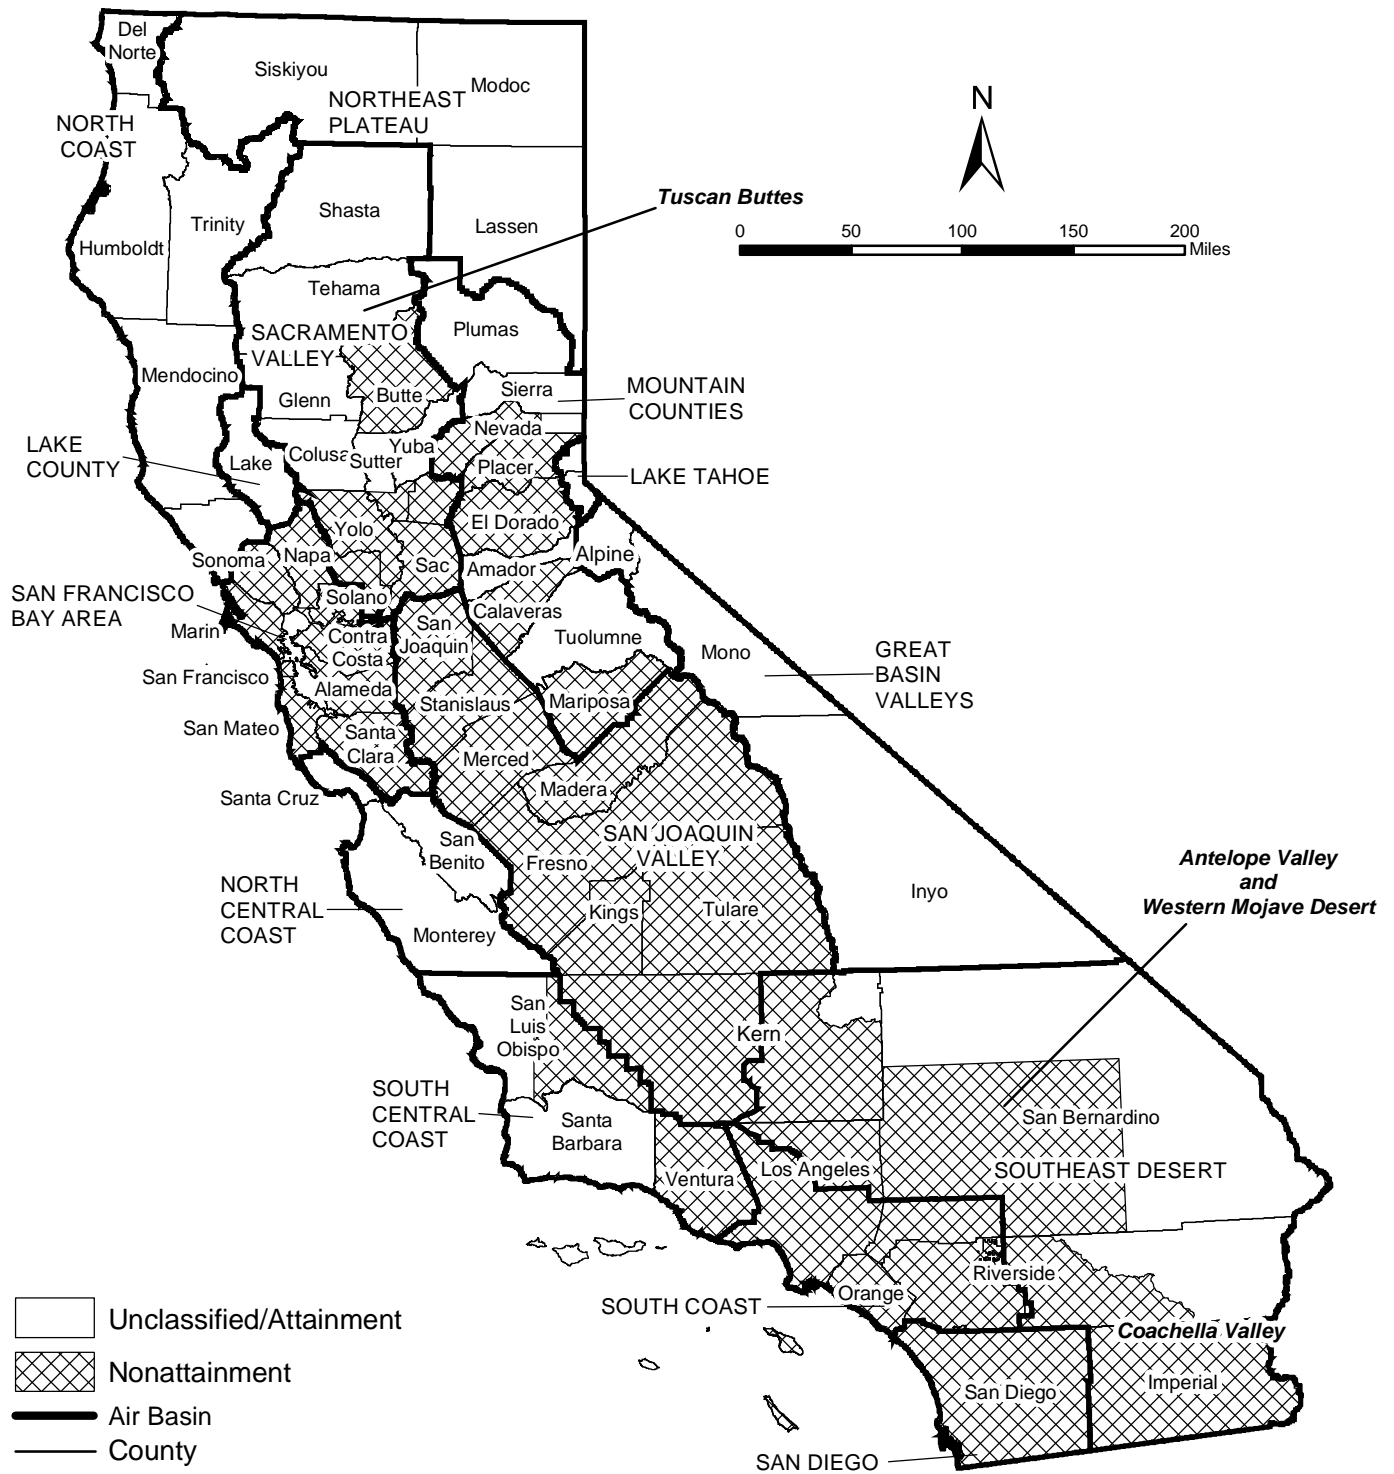 Del
Norte
Siskiyou
Modoc
NORTHEAST
PLATEAU
NORTH
COAST
N
Tuscan Buttes
Shasta
Trinity
Lassen
Humboldt
0 50 100 150 200
Miles
Tehama
SACRAMENTO
VALLEY
Plumas
Mendocino
Glenn
Butte
Sierra
MOUNTAIN
COUNTIES
Nevada
LAKE
COUNTY
Lake
Colusa
Sutter
Yuba
Placer
LAKE TAHOE
Yolo
El Dorado
Sonoma
Napa
Sac
Amador
Alpine
SAN FRANCISCO
BAY AREA
Solano
Calaveras
Marin
Contra
Costa
San
Joaquin
Tuolumne
Mono
GREAT
BASIN
VALLEYS
San Francisco
Alameda
Stanislaus
Mariposa
San Mateo
Santa
Clara
Merced
Madera
Santa Cruz
San
Benito
Fresno
SAN JOAQUIN
VALLEY
Antelope Valley
and
Western Mojave Desert
NORTH
CENTRAL
COAST
Kings
Tulare
Inyo
Monterey
San
Luis
Obispo
Kern
SOUTH
CENTRAL
COAST
Santa
Barbara
San Bernardino
Ventura
Los Angeles
SOUTHEAST DESERT
Riverside
Orange
SOUTH COAST
Coachella Valley
San Diego
Imperial
SAN DIEGO
Unclassified/Attainment
Nonattainment
Air Basin
County